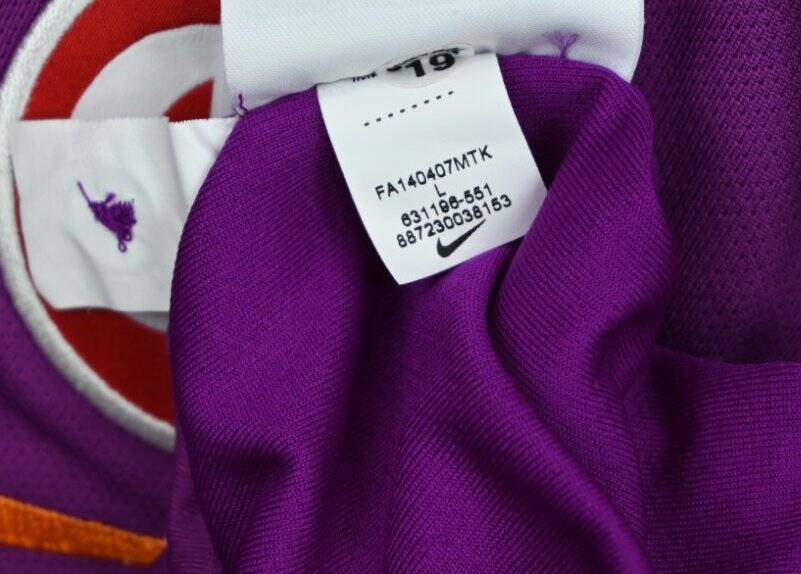 19
---------
FA140407MTK
L
631196-551
887230038153